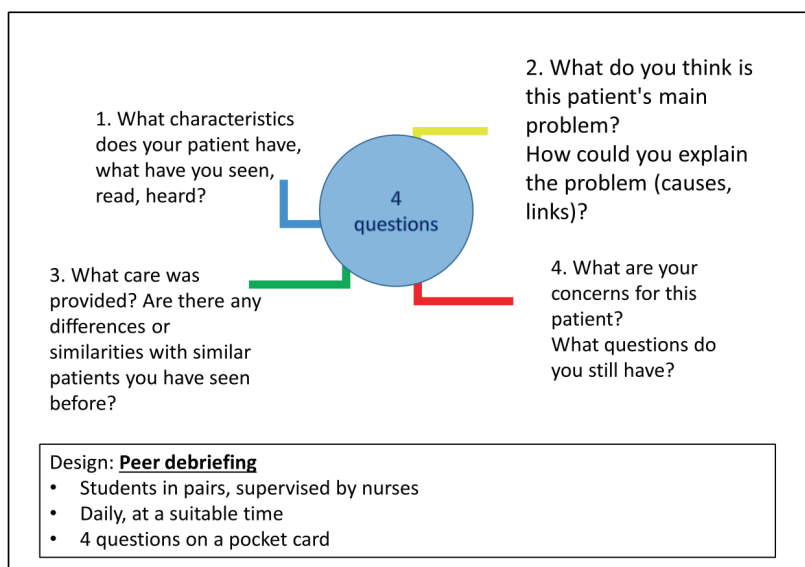 1. What characteristics
does your patient have,
what have you seen,
read, heard?
2. What do you think is
this patient's main
problem?
How could you explain
the problem (causes,
links)?
4
questions
3. What care was
provided? Are there any
differences or
similarities with similar
patients you have seen
before?
4. What are your
concerns for this
patient?
What questions do
you still have?
Design: Peer debriefing
• Students in pairs, supervised by nurses
• Daily, at a suitable time
• 4 questions on a pocket card